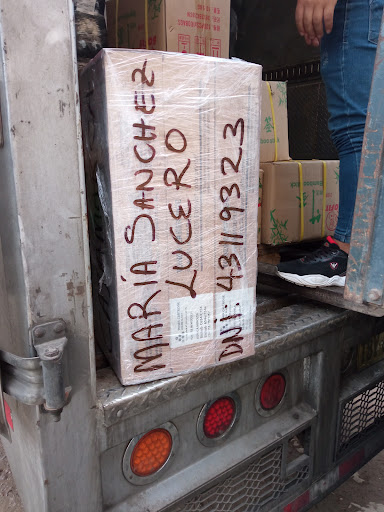 MARÍA SANCHEZ
LUCERO
DNI: 43119323